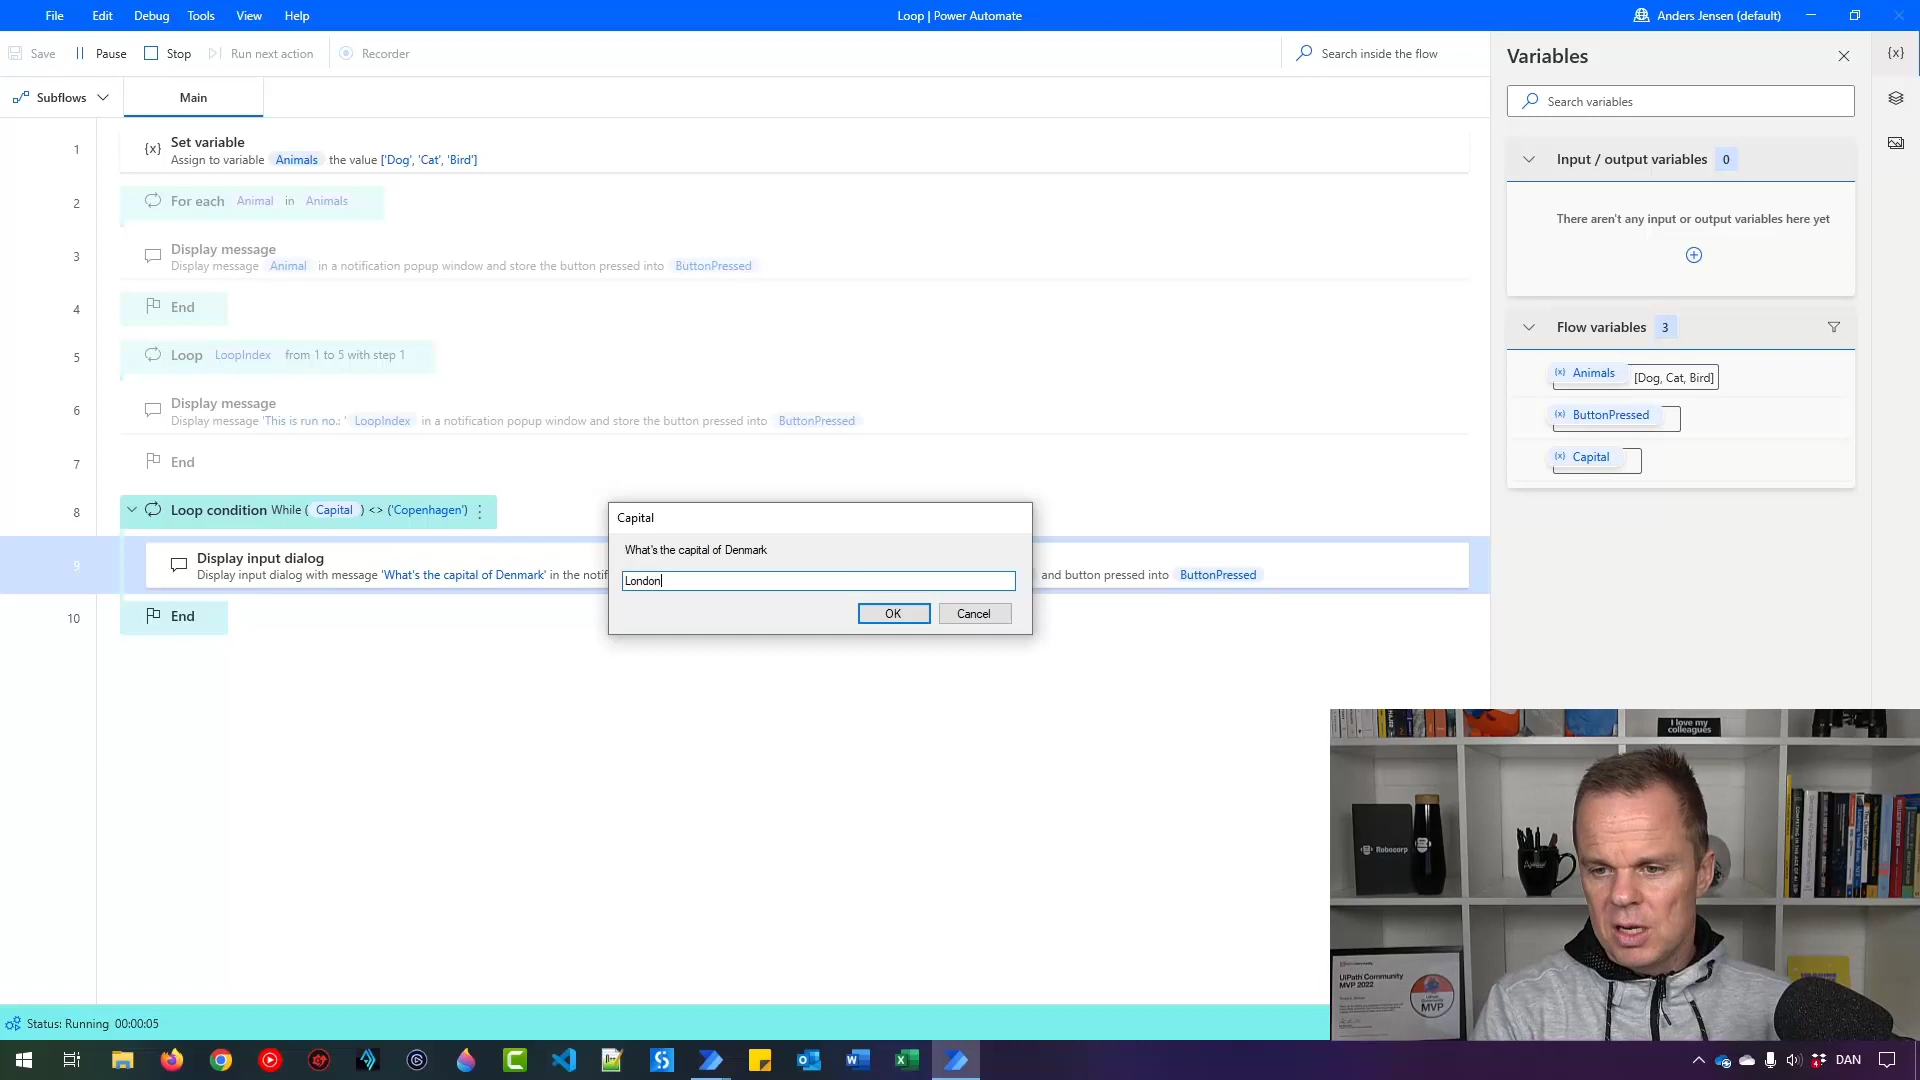 File Edit Debug Tools View Help
Loop | Power Automate
Anders Jensen (default)
Save Pause Stop Run next action Recorder
Search inside the flow
Subflows Main
1 Set variable
Assign to variable Animals the value ['Dog', 'Cat', 'Bird']
2 For each Animal in Animals
3 Display message
Display message Animal in a notification popup window and store the button pressed into ButtonPressed
4 End
5 Loop LoopIndex from 1 to 5 with step 1
6 Display message
Display message 'This is run no.: ' LoopIndex in a notification popup window and store the button pressed into ButtonPressed
7 End
8 Loop condition While ( Capital ) <> ('Copenhagen')
9 Display input dialog
Display input dialog with message 'What's the capital of Denmark' in the
and button pressed into ButtonPressed
10 End
Capital
What's the capital of Denmark
London
OK Cancel
Variables
{x}
Search variables
Input / output variables 0
There aren't any input or output variables here yet
Flow variables 3
Animals [Dog, Cat, Bird]
ButtonPressed
Capital
I love my
colleagues
Robocorp
UiPath Community
MVP 2022
MVP
Status: Running 00:00:05
DAN